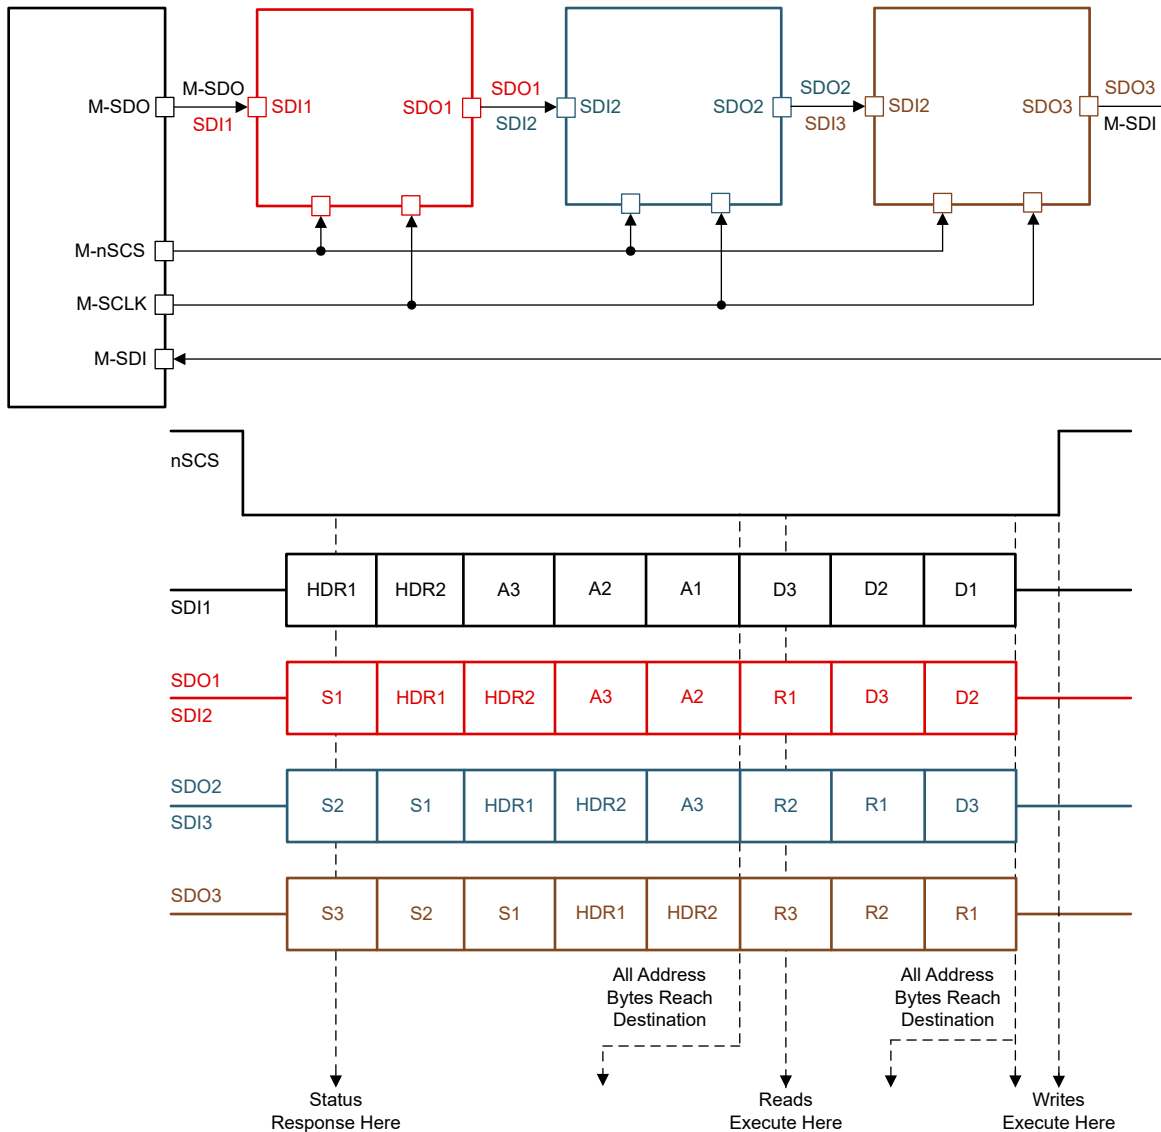 M-SDO
M-SDO
SDI1
SDI1
SDO1
SDO1
SDI2
SDI2
SDO2
SDO2
SDI3
SDI2
SDO3
SDO3
M-SDI
M-nSCS
M-SCLK
M-SDI
nSCS
SDI1
HDR1 HDR2 A3 A2 A1 D3 D2 D1
SDO1
SDI2
S1 HDR1 HDR2 A3 A2 R1 D3 D2
SDO2
SDI3
S2 S1 HDR1 HDR2 A3 R2 R1 D3
SDO3
S3 S2 S1 HDR1 HDR2 R3 R2 R1
All Address
Bytes Reach
Destination
All Address
Bytes Reach
Destination
Status
Response Here
Reads
Execute Here
Writes
Execute Here